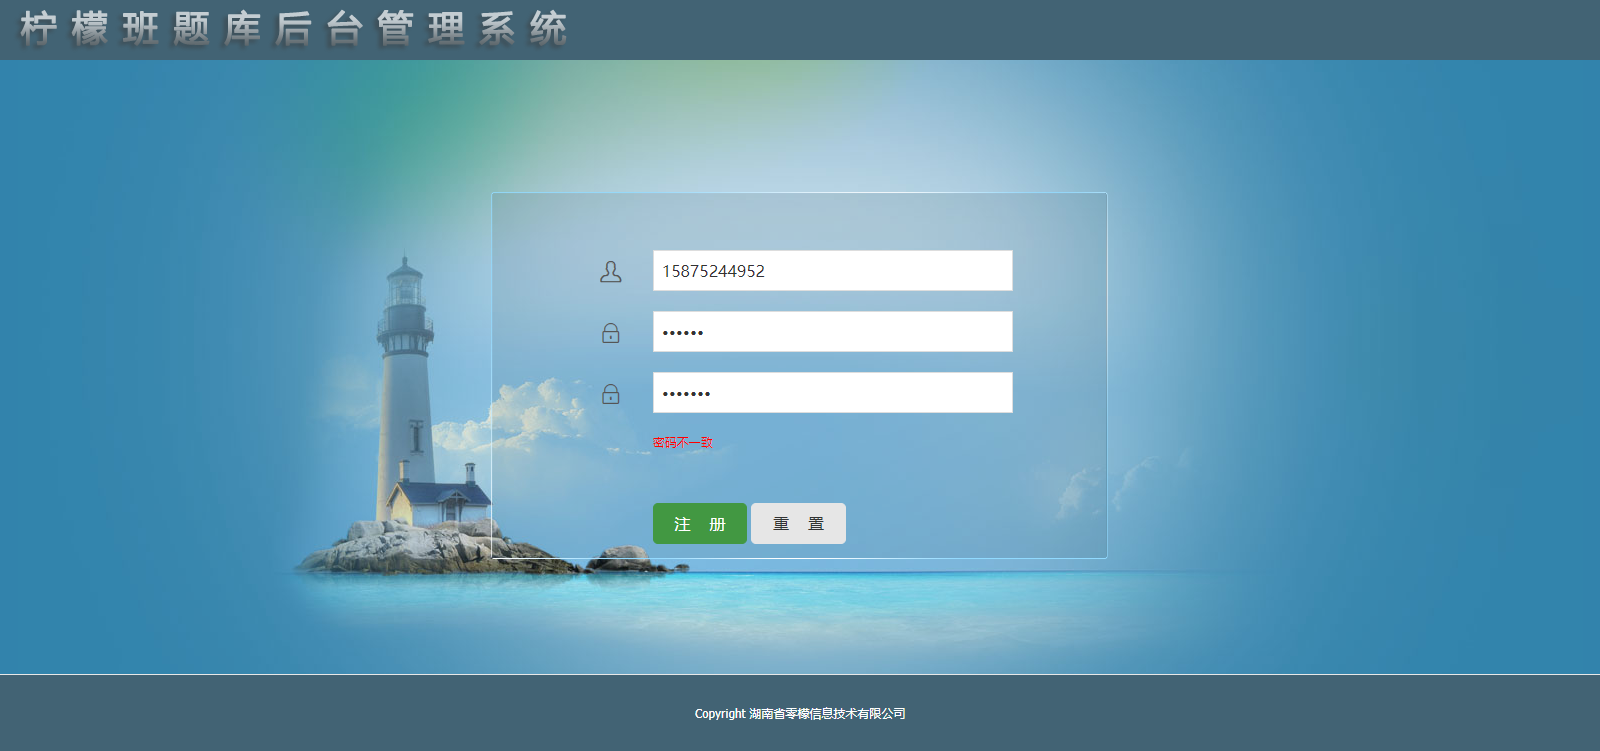 柠檬班题库后台管理系统
15875244952
••••••
•••••••
密码不一致
注 册 重 置
Copyright 湖南省零檬信息技术有限公司